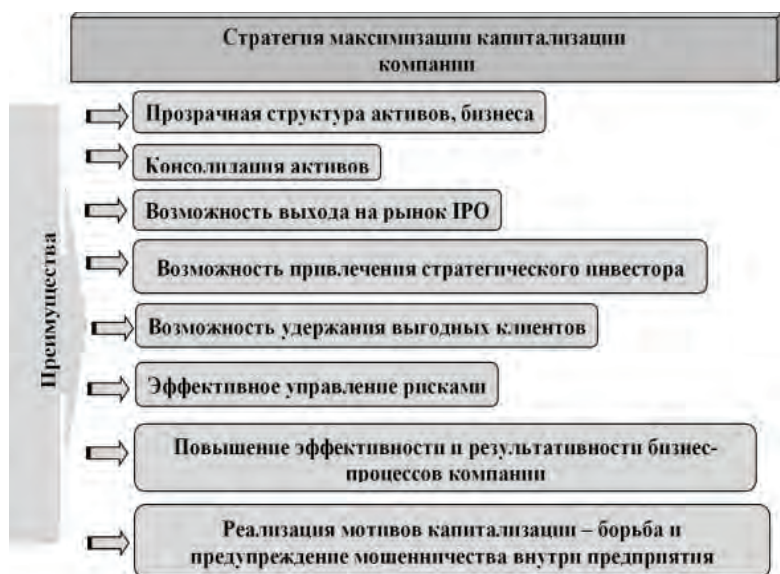 Стратегия максимизации капитализации
компании
Преимущества
Прозрачная структура активов, бизнеса
Консолидация активов
Возможность выхода на рынок IPO
Возможность привлечения стратегического инвестора
Возможность удержания выгодных клиентов
Эффективное управление рисками
Повышение эффективности и результативности бизнес-
процессов компании
Реализация мотивов капитализации – борьба и
предупреждение мошенничества внутри предприятия